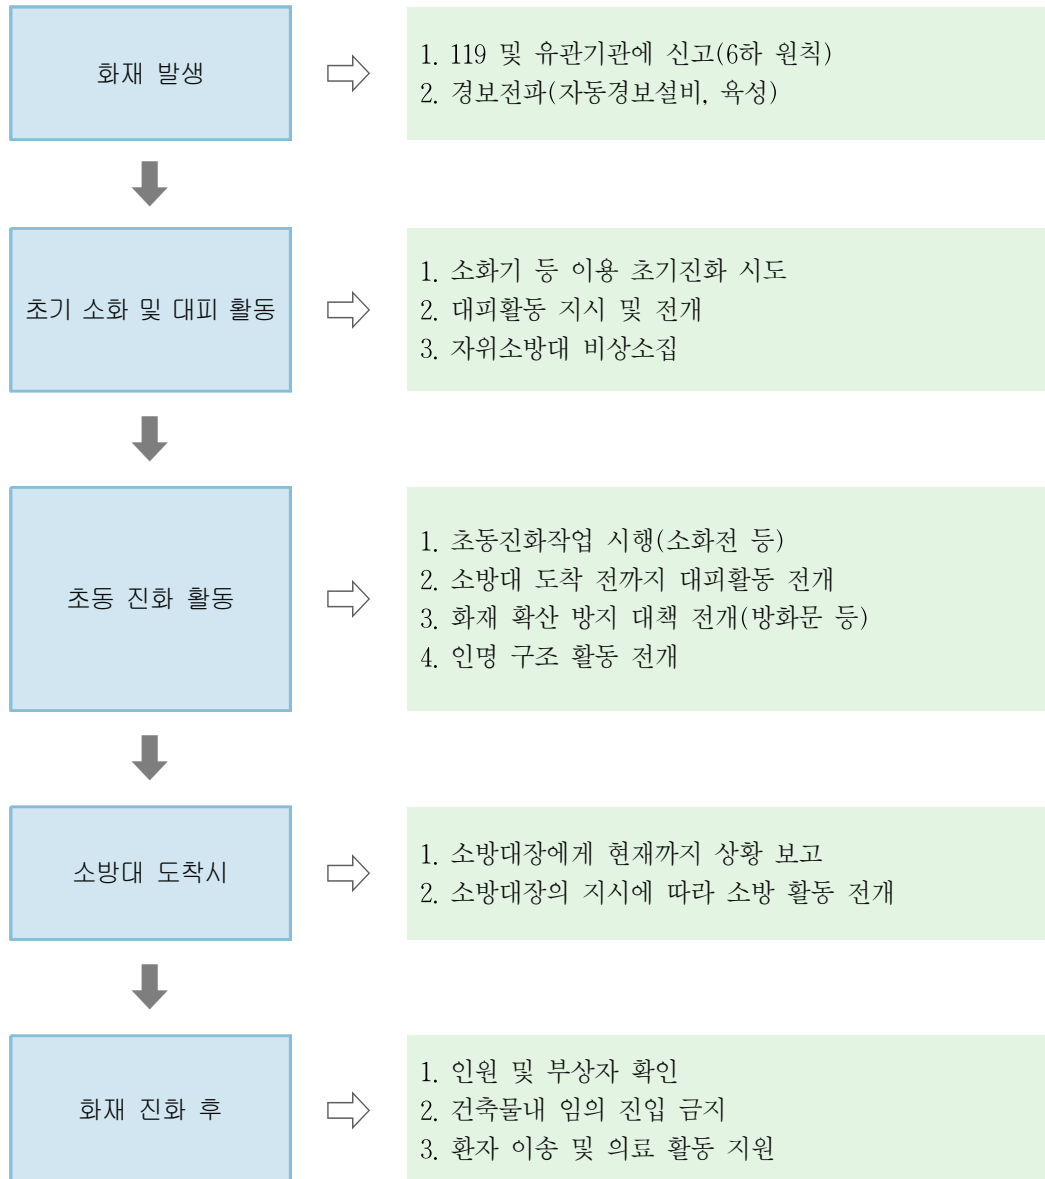 화재 발생
1. 119 및 유관기관에 신고(6하 원칙)
2. 경보전파(자동경보설비, 육성)
초기 소화 및 대피 활동
1. 소화기 등 이용 초기진화 시도
2. 대피활동 지시 및 전개
3. 자위소방대 비상소집
초동 진화 활동
1. 초동진화작업 시행(소화전 등)
2. 소방대 도착 전까지 대피활동 전개
3. 화재 확산 방지 대책 전개(방화문 등)
4. 인명 구조 활동 전개
소방대 도착시
1. 소방대장에게 현재까지 상황 보고
2. 소방대장의 지시에 따라 소방 활동 전개
화재 진화 후
1. 인원 및 부상자 확인
2. 건축물내 임의 진입 금지
3. 환자 이송 및 의료 활동 지원